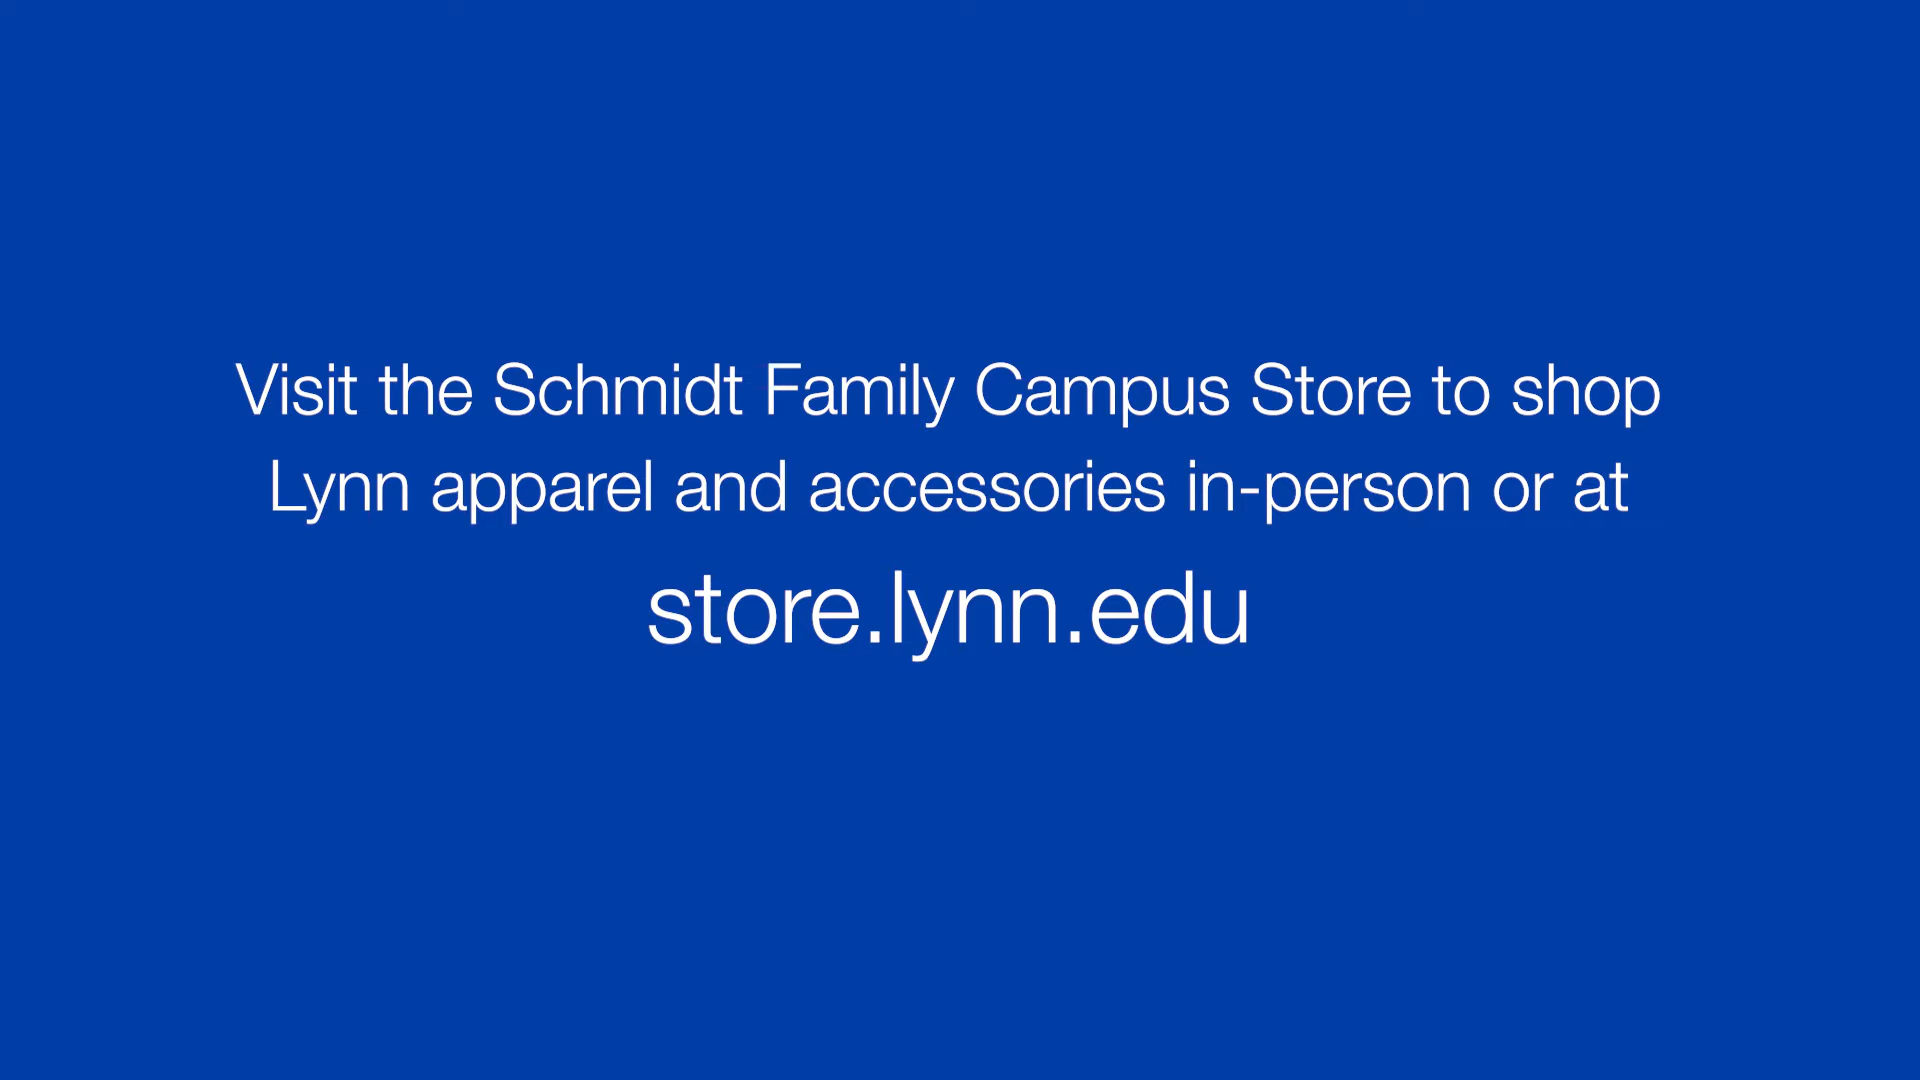 Visit the Schmidt Family Campus Store to shop
Lynn apparel and accessories in-person or at
store.lynn.edu